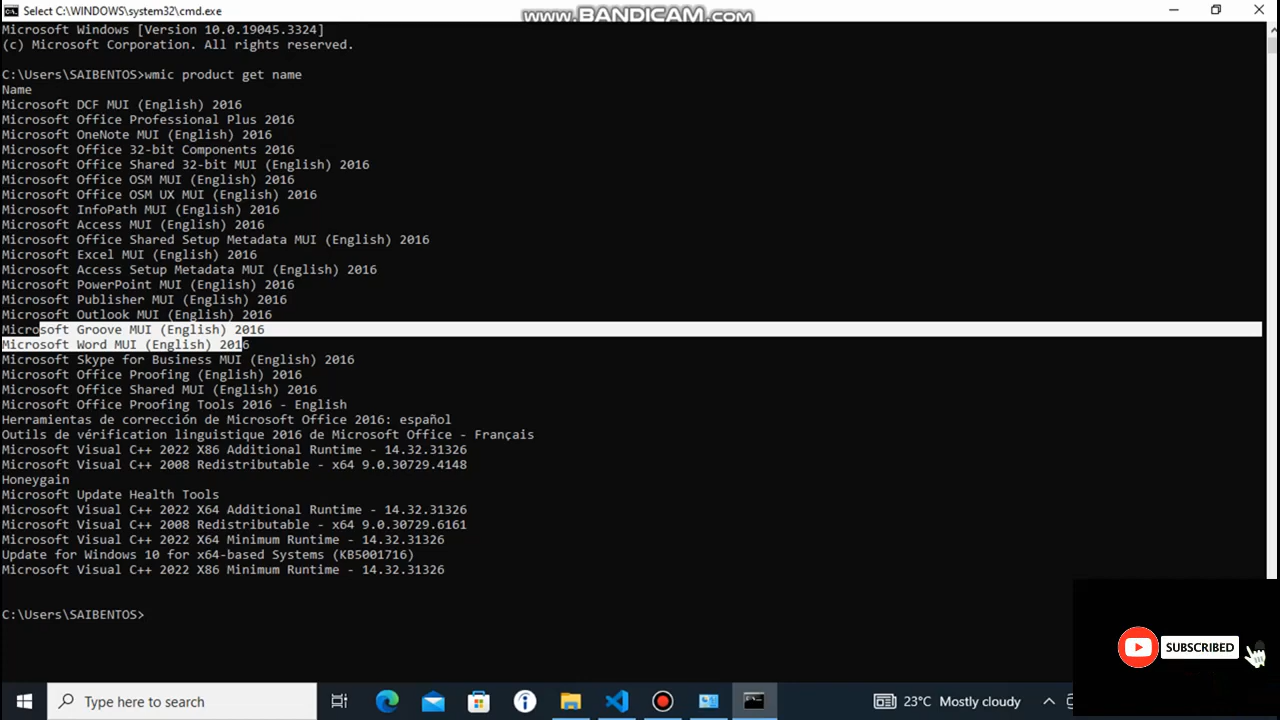 Select C:\WINDOWS\system32\cmd.exe
www.BANDICAM.com
Microsoft Windows [Version 10.0.19045.3324]
(c) Microsoft Corporation. All rights reserved.
C:\Users\SAIBENTOS>wmic product get name
Name
Microsoft DCF MUI (English) 2016
Microsoft Office Professional Plus 2016
Microsoft OneNote MUI (English) 2016
Microsoft Office 32-bit Components 2016
Microsoft Office Shared 32-bit MUI (English) 2016
Microsoft Office OSM MUI (English) 2016
Microsoft Office OSM UX MUI (English) 2016
Microsoft InfoPath MUI (English) 2016
Microsoft Access MUI (English) 2016
Microsoft Office Shared Setup Metadata MUI (English) 2016
Microsoft Excel MUI (English) 2016
Microsoft Access Setup Metadata MUI (English) 2016
Microsoft PowerPoint MUI (English) 2016
Microsoft Publisher MUI (English) 2016
Microsoft Outlook MUI (English) 2016
Microsoft Groove MUI (English) 2016
Microsoft Word MUI (English) 2016
Microsoft Skype for Business MUI (English) 2016
Microsoft Office Proofing (English) 2016
Microsoft Office Shared MUI (English) 2016
Microsoft Office Proofing Tools 2016 - English
Herramientas de corrección de Microsoft Office 2016: español
Outils de vérification linguistique 2016 de Microsoft Office - Français
Microsoft Visual C++ 2022 X86 Additional Runtime - 14.32.31326
Microsoft Visual C++ 2008 Redistributable - x64 9.0.30729.4148
Honeygain
Microsoft Update Health Tools
Microsoft Visual C++ 2022 X64 Additional Runtime - 14.32.31326
Microsoft Visual C++ 2008 Redistributable - x64 9.0.30729.6161
Microsoft Visual C++ 2022 X64 Minimum Runtime - 14.32.31326
Update for Windows 10 for x64-based Systems (KB5001716)
Microsoft Visual C++ 2022 X86 Minimum Runtime - 14.32.31326
C:\Users\SAIBENTOS>
SUBSCRIBED
Type here to search
23°C Mostly cloudy